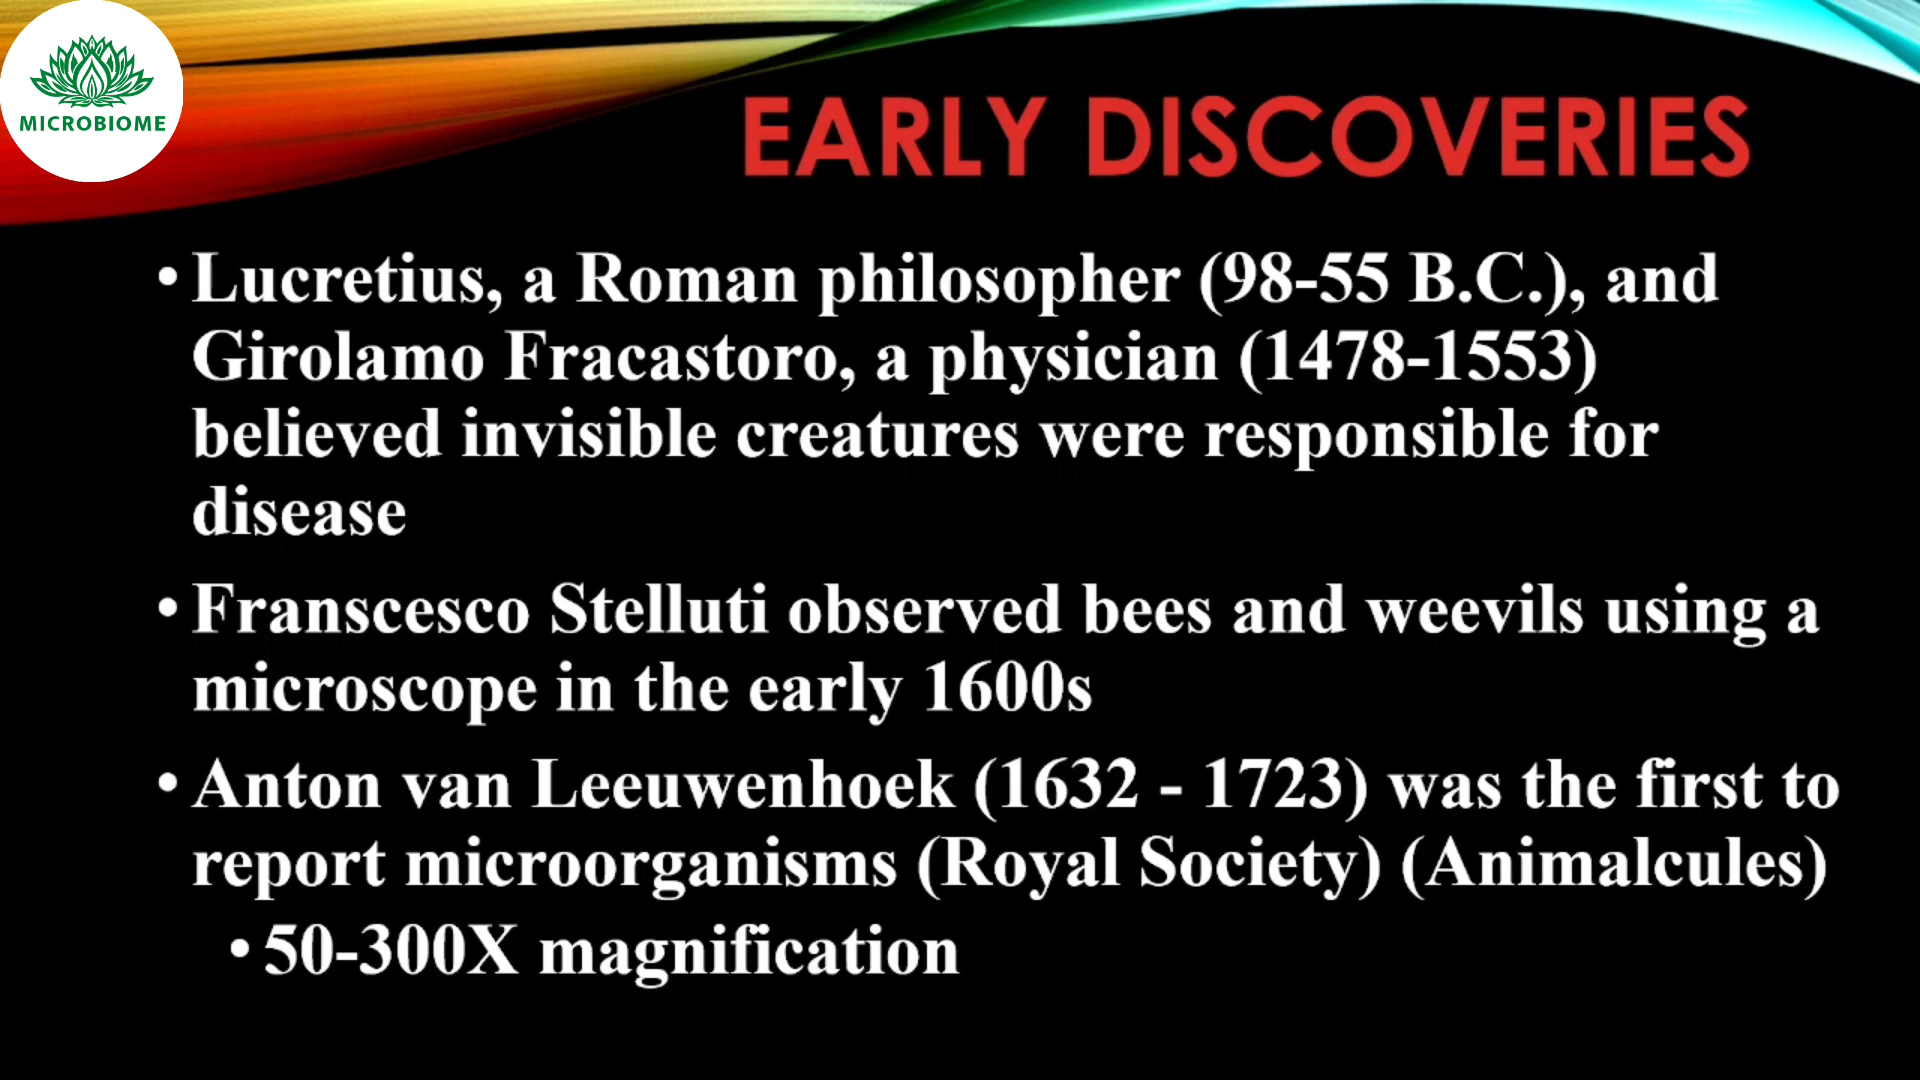 MICROBIOME
EARLY DISCOVERIES
• Lucretius, a Roman philosopher (98-55 B.C.), and
Girolamo Fracastoro, a physician (1478-1553)
believed invisible creatures were responsible for
disease
• Franscesco Stelluti observed bees and weevils using a
microscope in the early 1600s
• Anton van Leeuwenhoek (1632 - 1723) was the first to
report microorganisms (Royal Society) (Animalcules)
• 50-300X magnification